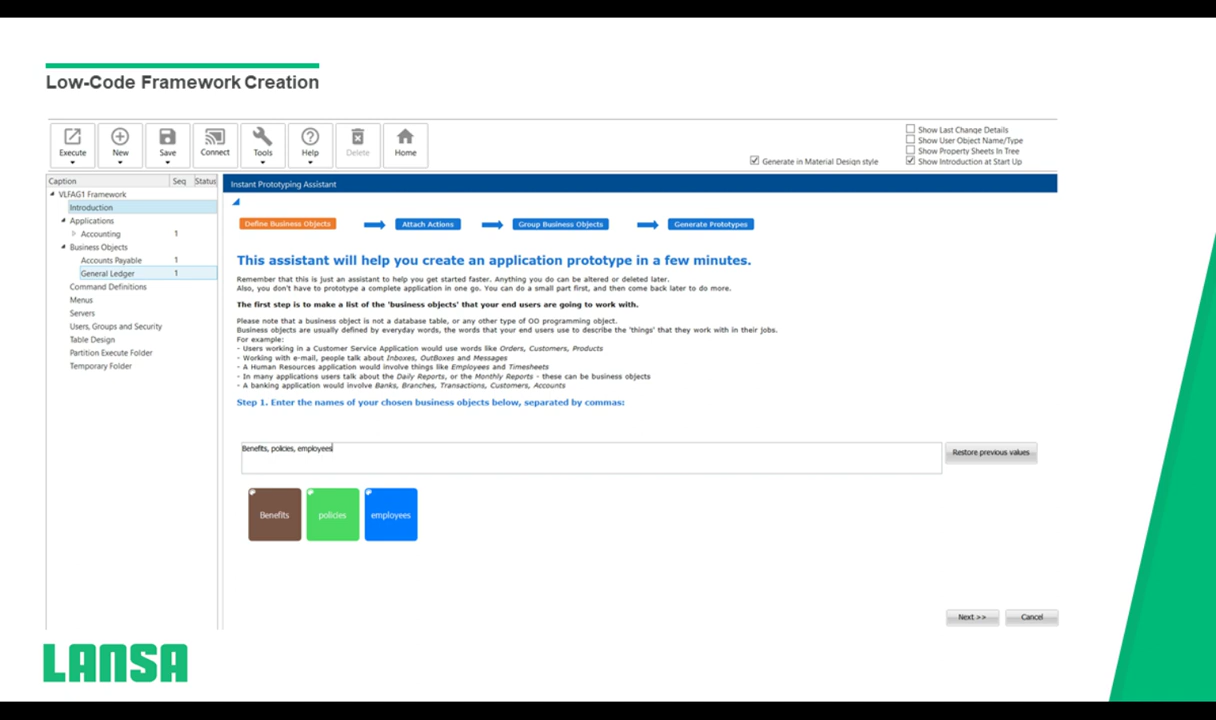 Low-Code Framework Creation
Execute
New
Save
Connect
Tools
Help
Delete
Home
Generate in Material Design style
Show Last Change Details
Show User Object Name/Type
Show Property Sheets In Tree
Show Introduction at Start Up
Caption Seq Status
VLFAG1 Framework
Introduction
Applications
Accounting 1
Business Objects
Accounts Payable 1
General Ledger 1
Command Definitions
Menus
Servers
Users, Groups and Security
Table Design
Partition Execute Folder
Temporary Folder
Instant Prototyping Assistant
Define Business Objects
Attach Actions
Group Business Objects
Generate Prototypes
This assistant will help you create an application prototype in a few minutes.
Remember that this is just an assistant to help you get started faster. Anything you do can be altered or deleted later.
Also, you don't have to prototype a complete application in one go. You can do a small part first, and then come back later to do more.
The first step is to make a list of the 'business objects' that your end users are going to work with.
Please note that a business object is not a database table, or any other type of OO programming object.
Business objects are usually defined by everyday words, the words that your end users use to describe the 'things' that they work with in their jobs.
For example:
- Users working in a Customer Service Application would use words like Orders, Customers, Products
- Working with e-mail, people talk about Inboxes, OutBoxes and Messages
- A Human Resources application would involve things like Employees and Timesheets
- In many applications users talk about the Daily Reports, or the Monthly Reports - these can be business objects
- A banking application would involve Banks, Branches, Transactions, Customers, Accounts
Step 1. Enter the names of your chosen business objects below, separated by commas:
Benefits, policies, employees
Restore previous values
Benefits
policies
employees
Next >>
Cancel
LANSA